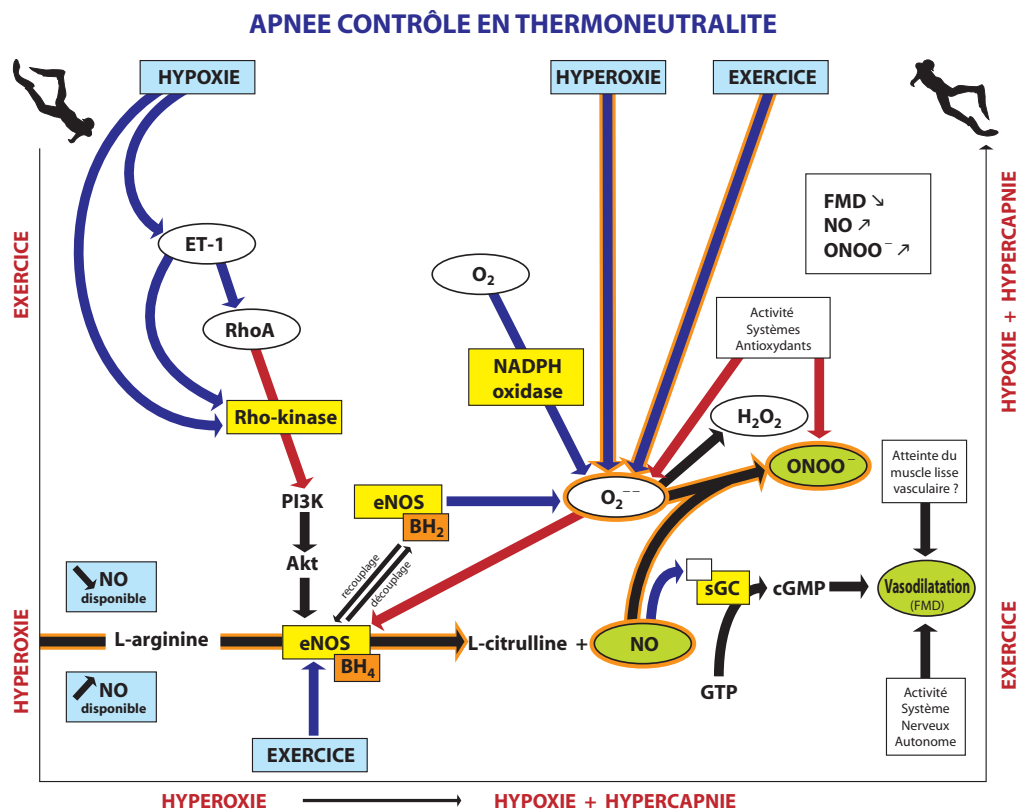 APNEE CONTRÔLE EN THERMONEUTRALITE
HYPOXIE
HYPEROXIE
EXERCICE
FMD ↘
NO ↗
ONOO⁻ ↗
EXERCICE
HYPOXIE + HYPERCAPNIE
ET-1
O₂
RhoA
Activité
Systèmes
Antioxydants
NADPH
oxidase
Rho-kinase
H₂O₂
ONOO⁻
Atteinte du
muscle lisse
vasculaire ?
PI3K
eNOS
BH₂
O₂⁻⁻
Akt
recouplage
découplage
NO
disponible
sGC
cGMP
Vasodilatation
(FMD)
HYPEROXIE
L-arginine
eNOS
BH₄
L-citrulline +
NO
EXERCICE
NO
disponible
GTP
Activité
Système
Nerveux
Autonome
EXERCICE
HYPEROXIE
HYPOXIE + HYPERCAPNIE